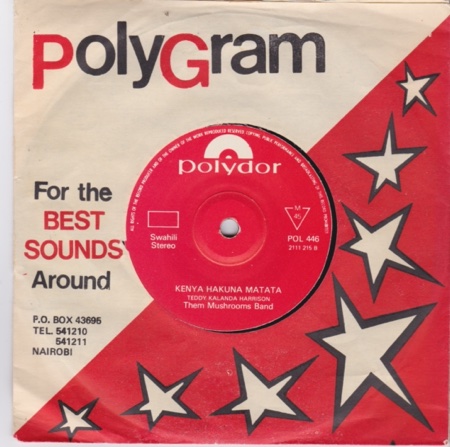 PolyGram
For the
BEST
SOUNDS
Around
P.O. BOX 43695
TEL. 541210
541211
NAIROBI
polydor
Swahili
Stereo
M
45
POL 446
2111 215 B
KENYA HAKUNA MATATA
TEDDY KALANDA HARRISON
Them Mushrooms Band